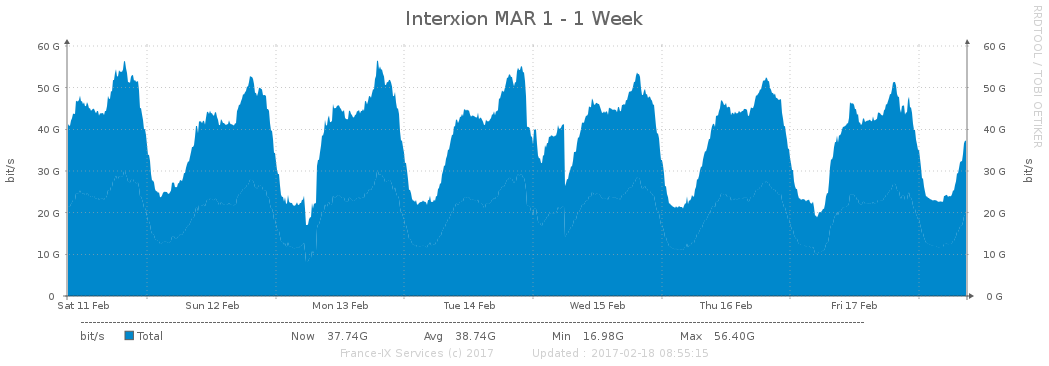 Interxion MAR 1 - 1 Week
RRDTOOL / TOBI OETIKER
bit/s
60 G 60 G
50 G 50 G
40 G 40 G
30 G 30 G
20 G 20 G
10 G 10 G
0 0 G
bit/s
Sat 11 Feb Sun 12 Feb Mon 13 Feb Tue 14 Feb Wed 15 Feb Thu 16 Feb Fri 17 Feb
bit/s Total Now 37.74G Avg 38.74G Min 16.98G Max 56.40G
France-IX Services (c) 2017 Updated : 2017-02-18 08:55:15